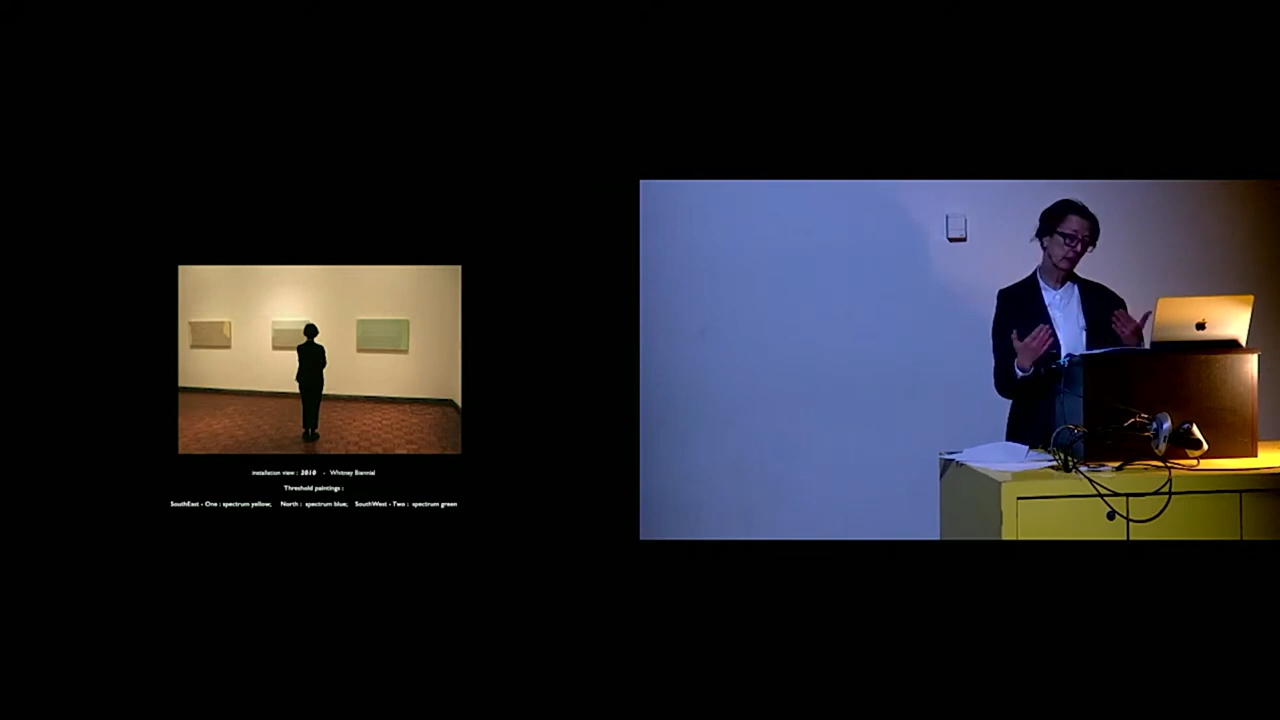 installation view : 2010 - Whitney Biennial
Threshold paintings :
SouthEast - One : spectrum yellow; North : spectrum blue; SouthWest - Two : spectrum green